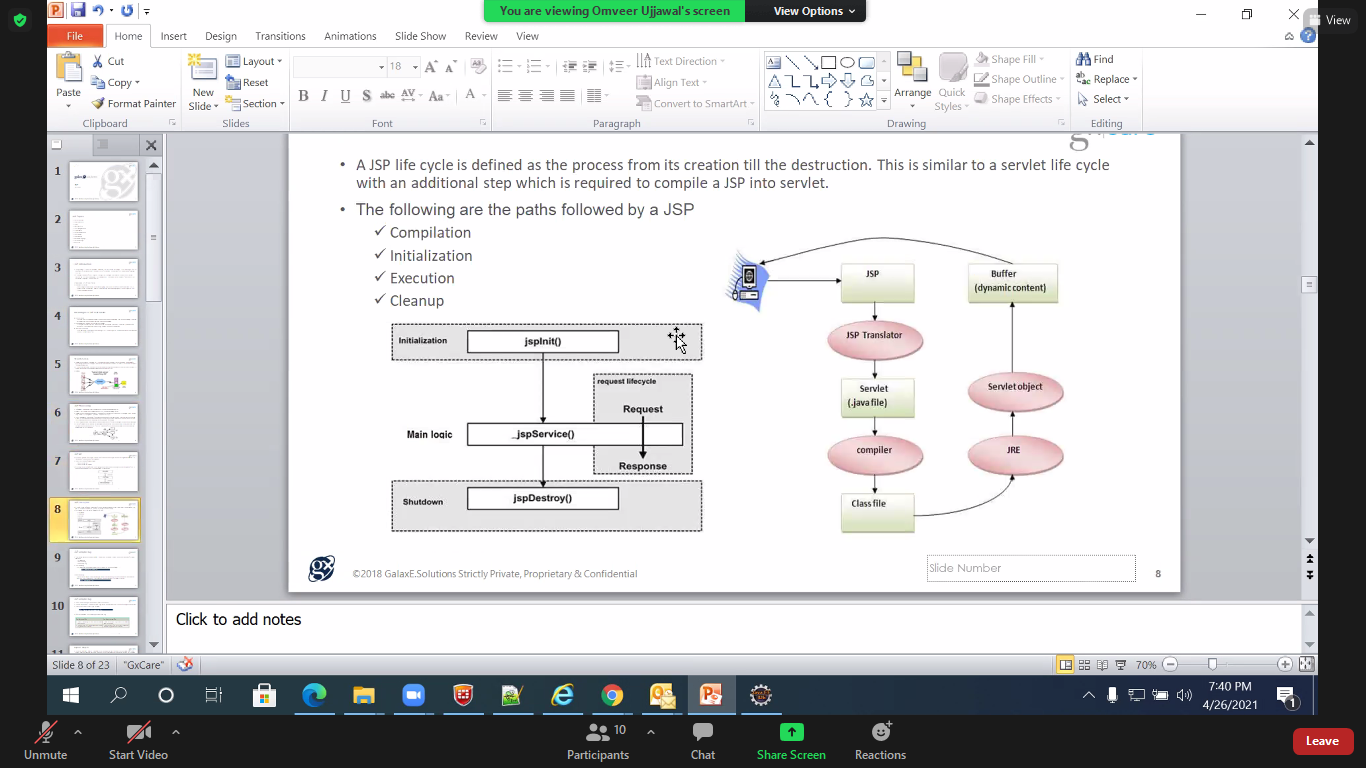 You are viewing Omveer Ujjawal's screen
View Options
View
File
Home
Insert
Design
Transitions
Animations
Slide Show
Review
View
Paste
Cut
Copy
Format Painter
Clipboard
New
Slide
Layout
Reset
Section
Slides
18
B I U S abc AV Aa A
Font
Text Direction
Align Text
Convert to SmartArt
Paragraph
Arrange
Quick
Styles
Shape Fill
Shape Outline
Shape Effects
Drawing
Find
Replace
Select
Editing
1
2
3
4
5
6
7
8
9
10
• A JSP life cycle is defined as the process from its creation till the destruction. This is similar to a servlet life cycle
with an additional step which is required to compile a JSP into servlet.
• The following are the paths followed by a JSP
✓ Compilation
✓ Initialization
✓ Execution
✓ Cleanup
Initialization
jspInit()
request lifecycle
Request
Main logic
_jspService()
Response
Shutdown
jspDestroy()
JSP
JSP Translator
Servlet
(.java file)
compiler
Class file
Buffer
(dynamic content)
Servlet object
JRE
©2018 GalaxE.Solutions Strictly Private, Proprietary & Confidential
Slide Number
8
Click to add notes
Slide 8 of 23
"GxCare"
70%
7:40 PM
4/26/2021
1
Unmute
Start Video
10
Participants
Chat
Share Screen
Reactions
Leave